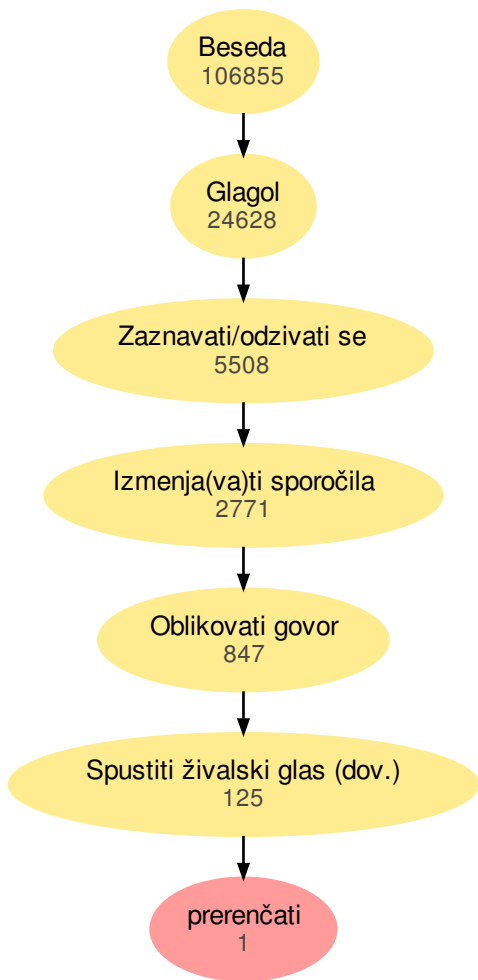 Beseda
106855
Glagol
24628
Zaznavati/odzivati se
5508
Izmenja(va)ti sporočila
2771
Oblikovati govor
847
Spustiti živalski glas (dov.)
125
prerenčati
1